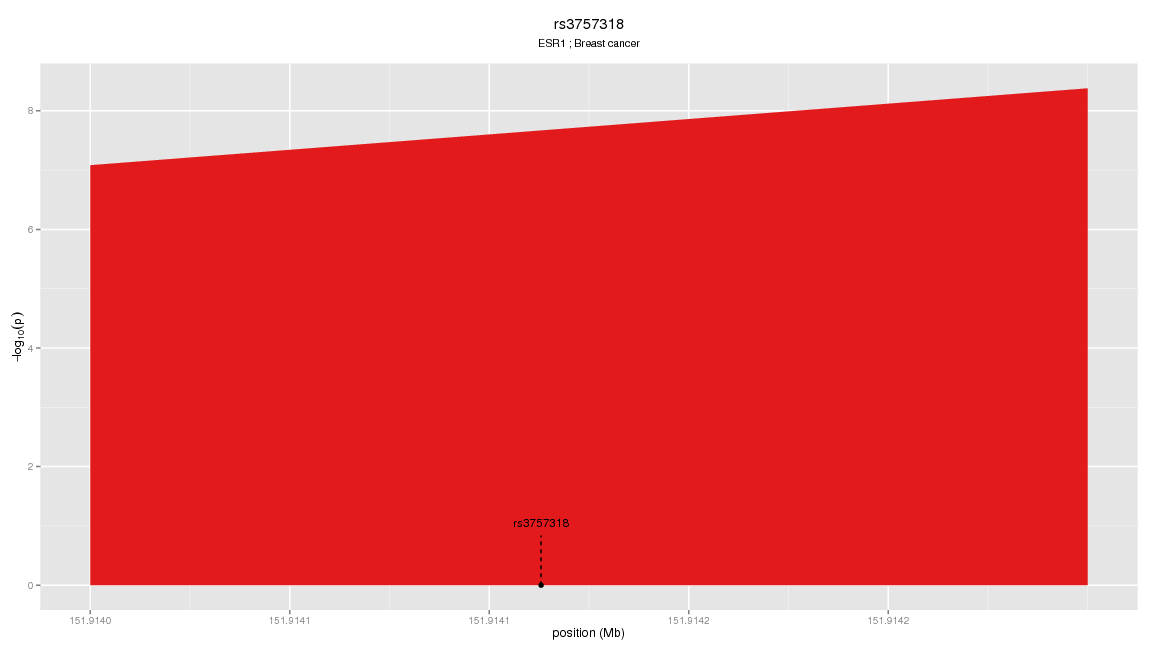 rs3757318
ESR1 ; Breast cancer
8
6
4
2
0
−log10(p)
rs3757318
151.9140 151.9141 151.9141 151.9142 151.9142
position (Mb)